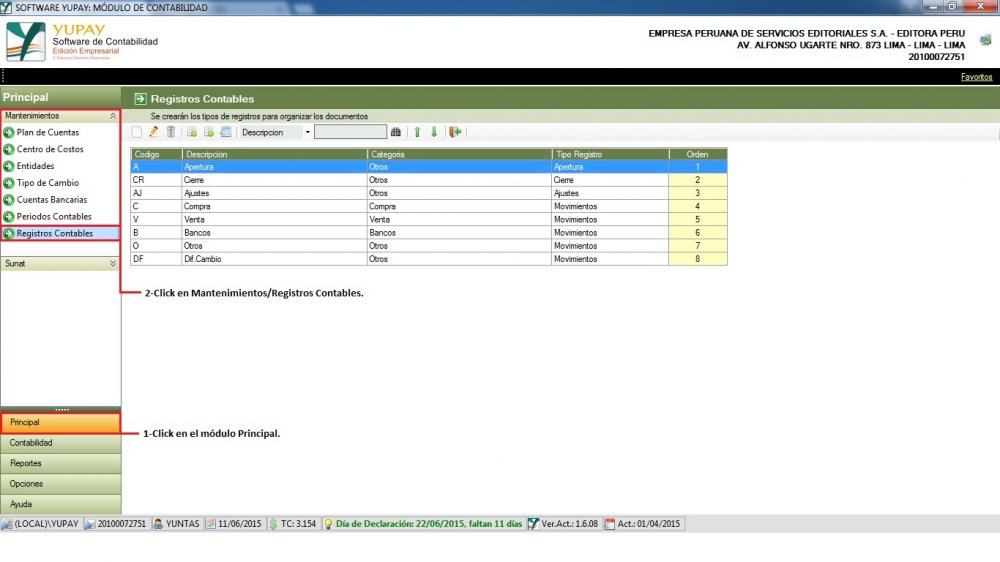 SOFTWARE YUPAY: MÓDULO DE CONTABILIDAD
YUPAY
Software de Contabilidad
Edición Empresarial
© Todos los Derechos Reservados
EMPRESA PERUANA DE SERVICIOS EDITORIALES S.A. - EDITORA PERU
AV. ALFONSO UGARTE NRO. 873 LIMA - LIMA - LIMA
20100072751
Favoritos
Principal
Mantenimientos
Plan de Cuentas
Centro de Costos
Entidades
Tipo de Cambio
Cuentas Bancarias
Periodos Contables
Registros Contables
Sunat
Registros Contables
Se crearán los tipos de registros para organizar los documentos
Descripcion
Codigo Descripcion Categoria Tipo Registro Orden
A Apertura Otros Apertura 1
CR Cierre Otros Cierre 2
AJ Ajustes Otros Ajustes 3
C Compra Compra Movimientos 4
V Venta Venta Movimientos 5
B Bancos Bancos Movimientos 6
O Otros Otros Movimientos 7
DF Dif.Cambio Otros Movimientos 8
2-Click en Mantenimientos/Registros Contables.
Principal
1-Click en el módulo Principal.
Contabilidad
Reportes
Opciones
Ayuda
(LOCAL)\YUPAY 20100072751 YUNTAS 11/06/2015 TC: 3.154 Día de Declaración: 22/06/2015, faltan 11 días Ver.Act.: 1.6.08 Act.: 01/04/2015